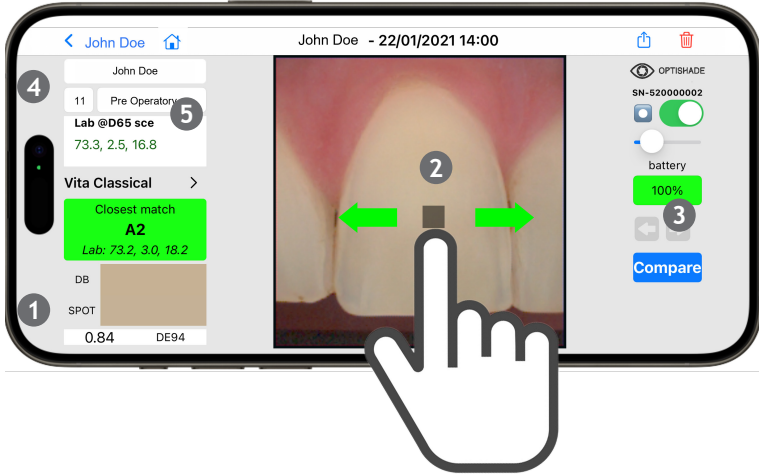 John Doe
John Doe - 22/01/2021 14:00
4
John Doe
11
Pre Operatory
5
Lab @D65 sce
73.3, 2.5, 16.8
Vita Classical >
Closest match
A2
Lab: 73.2, 3.0, 18.2
DB
1
SPOT
0.84 DE94
2
OPTISHADE
SN-520000002
battery
100%
3
Compare